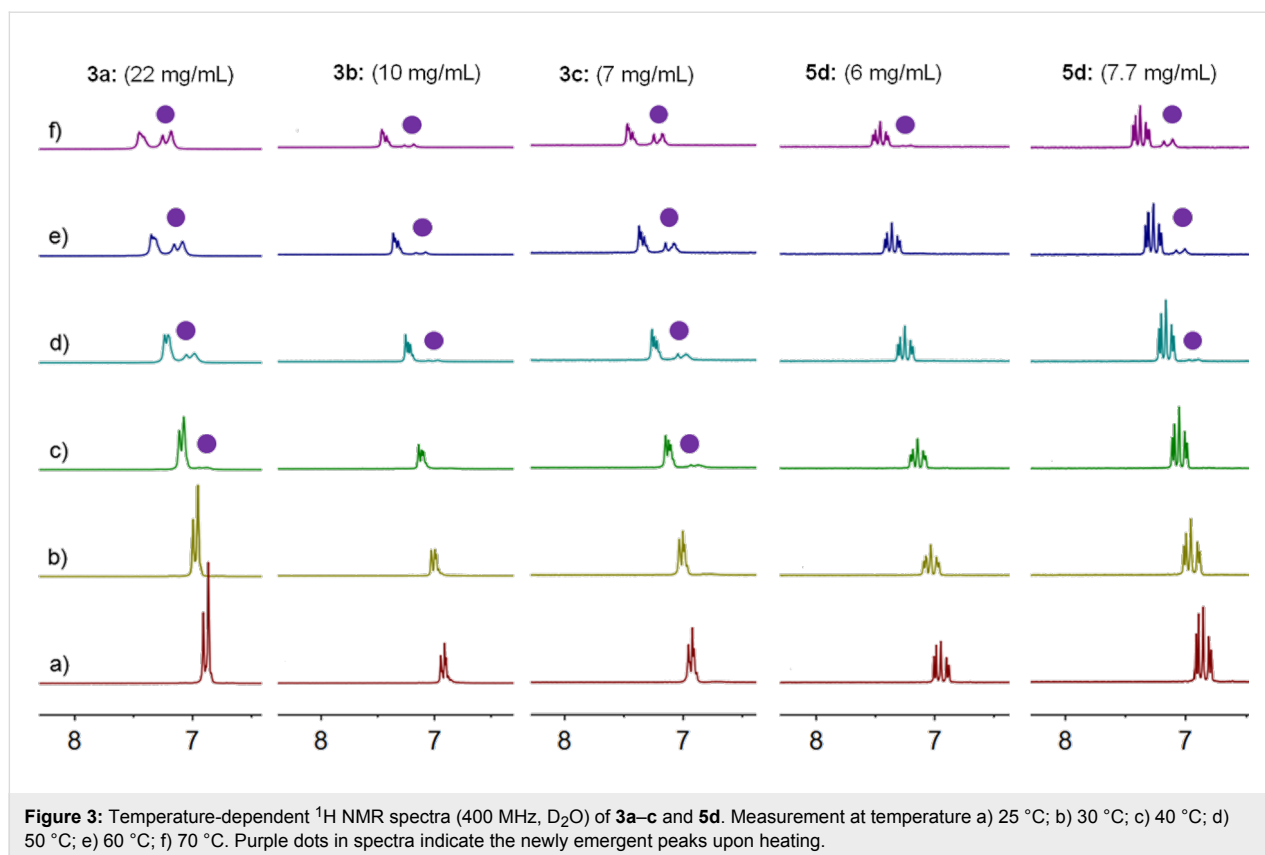 3a: (22 mg/mL) 3b: (10 mg/mL) 3c: (7 mg/mL) 5d: (6 mg/mL) 5d: (7.7 mg/mL)
f)
e)
d)
c)
b)
a)
8 7 8 7 8 7 8 7 8 7
Figure 3: Temperature-dependent ¹H NMR spectra (400 MHz, D₂O) of 3a–c and 5d. Measurement at temperature a) 25 °C; b) 30 °C; c) 40 °C; d)
50 °C; e) 60 °C; f) 70 °C. Purple dots in spectra indicate the newly emergent peaks upon heating.